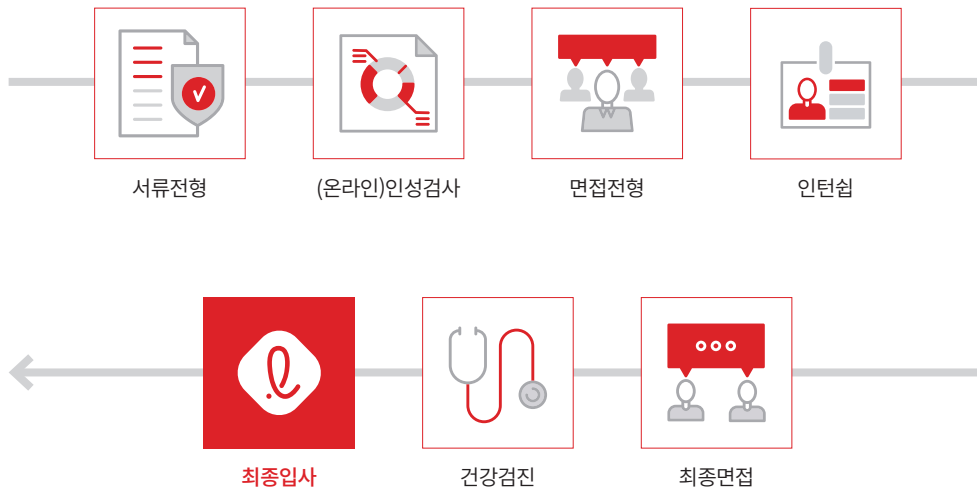 서류전형
(온라인)인성검사
면접전형
인턴쉽
최종입사
건강검진
최종면접